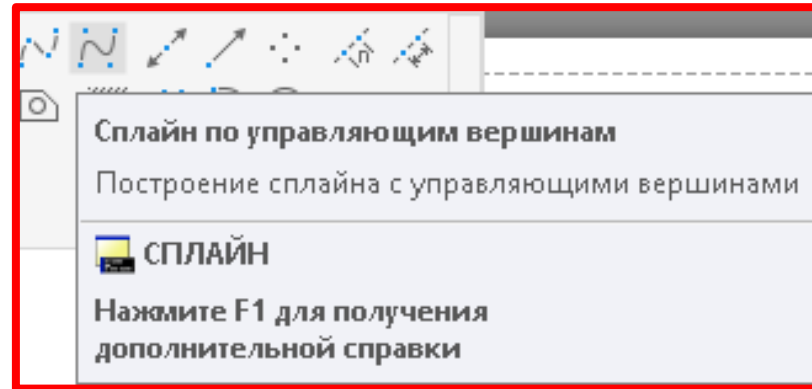 Сплайн по управляющим вершинам
Построение сплайна с управляющими вершинами
СПЛАЙН
Нажмите F1 для получения
дополнительной справки